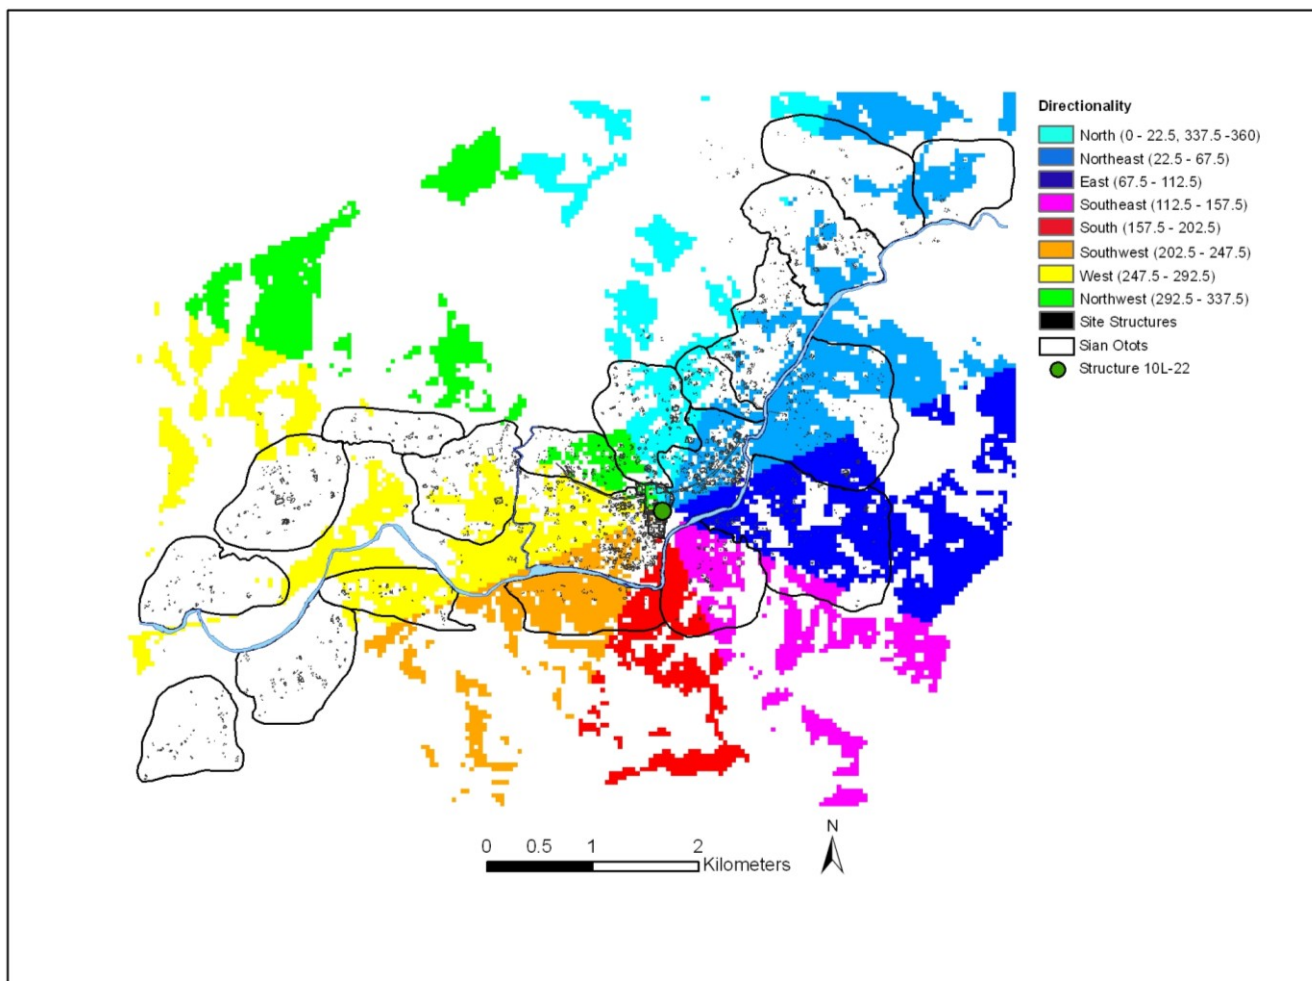 Directionality
North (0 - 22.5, 337.5 -360)
Northeast (22.5 - 67.5)
East (67.5 - 112.5)
Southeast (112.5 - 157.5)
South (157.5 - 202.5)
Southwest (202.5 - 247.5)
West (247.5 - 292.5)
Northwest (292.5 - 337.5)
Site Structures
Sian Otots
Structure 10L-22
N
0 0.5 1 2
Kilometers